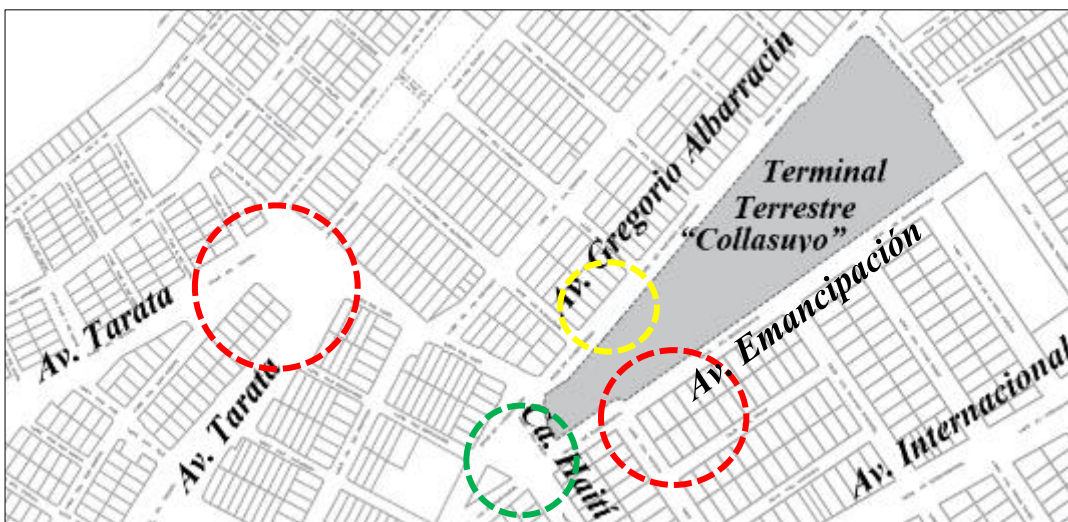 Av. Gregorio Albarracín
Terminal
Terrestre
“Collasuyo”
Av. Emancipación
Av. Tarata
Av. Tarata
Ca. Haití
Av. Internacional